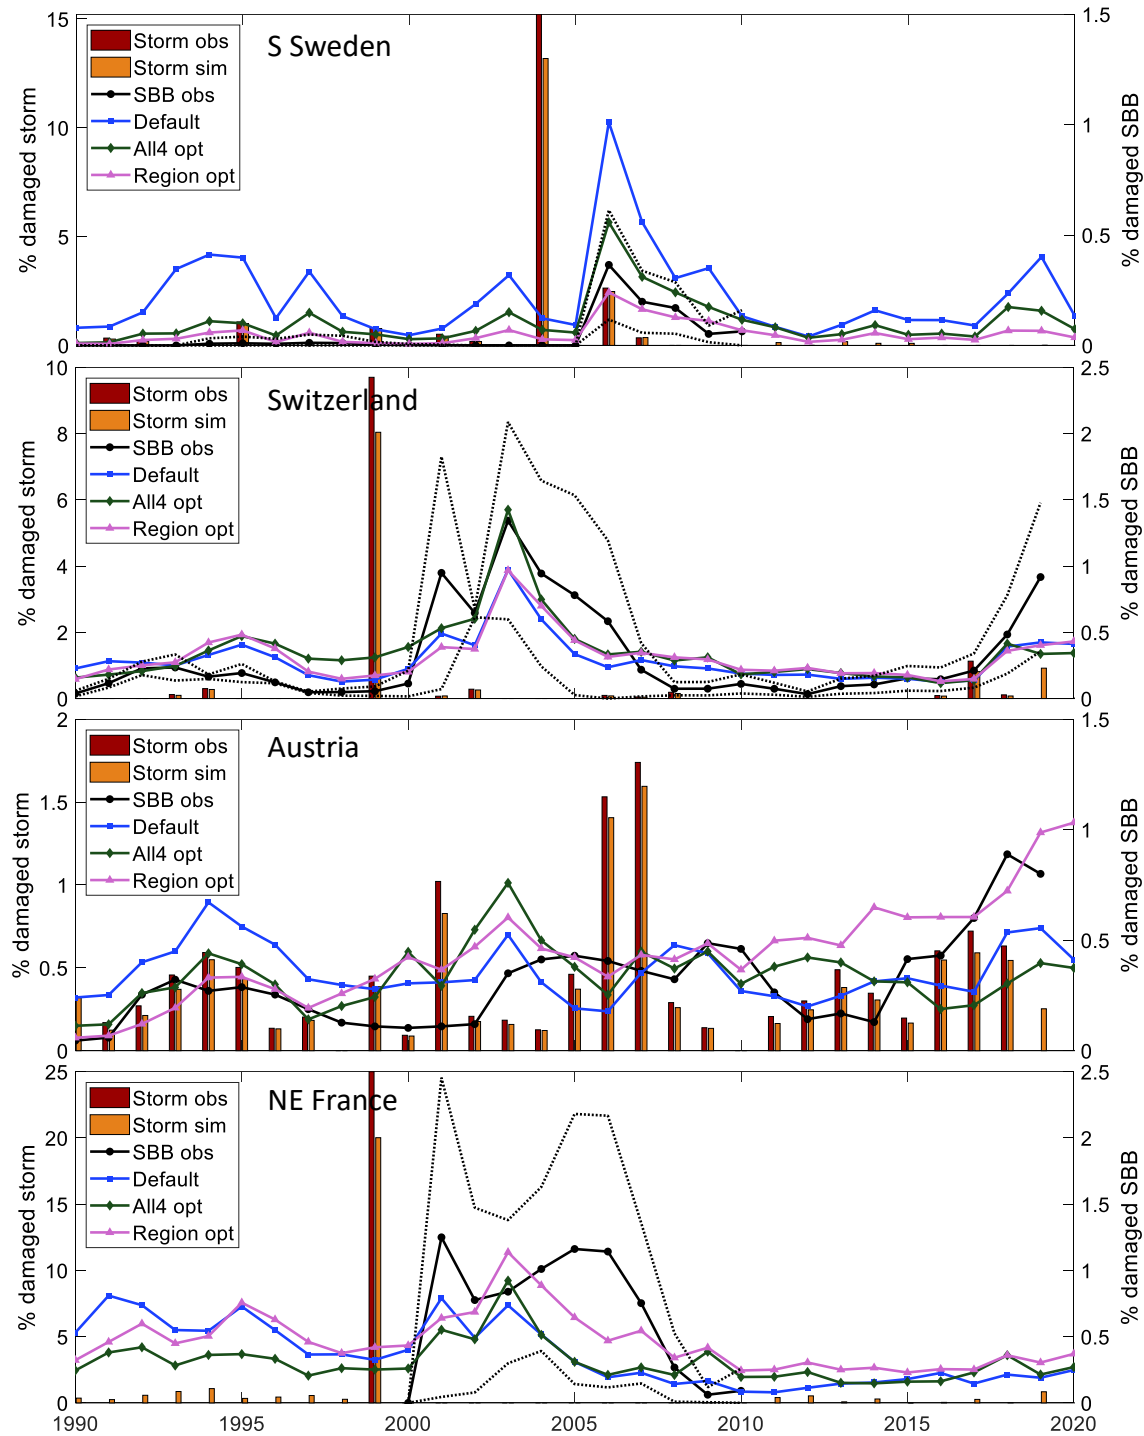 S Sweden
Storm obs
Storm sim
SBB obs
Default
All4 opt
Region opt
% damaged storm
% damaged SBB
15
10
5
0
1.5
1
0.5
0
Switzerland
Storm obs
Storm sim
SBB obs
Default
All4 opt
Region opt
% damaged storm
% damaged SBB
10
8
6
4
2
0
2.5
2
1.5
1
0.5
0
Austria
Storm obs
Storm sim
SBB obs
Default
All4 opt
Region opt
% damaged storm
% damaged SBB
2
1.5
1
0.5
0
1.5
1
0.5
0
NE France
Storm obs
Storm sim
SBB obs
Default
All4 opt
Region opt
% damaged storm
% damaged SBB
25
20
15
10
5
0
2.5
2
1.5
1
0.5
0
1990 1995 2000 2005 2010 2015 2020